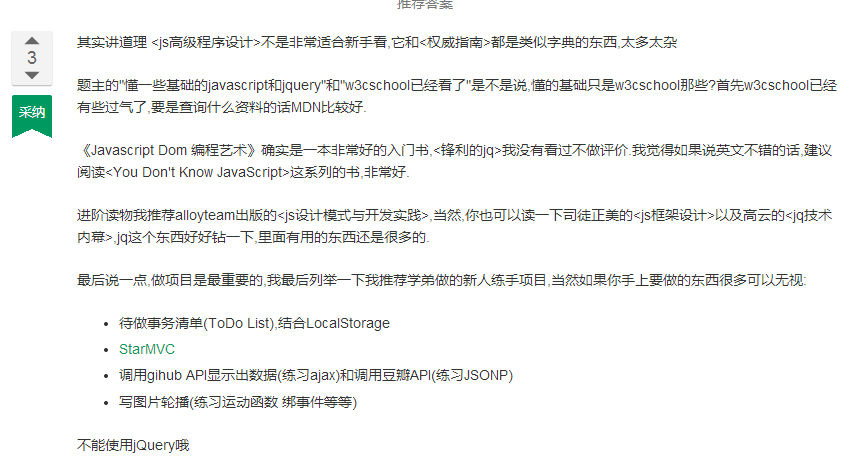 推荐答案
其实讲道理 <js高级程序设计>不是非常适合新手看,它和<权威指南>都是类似字典的东西,太多太杂
3
采纳
题主的"懂一些基础的javascript和jquery"和"w3cschool已经看了"是不是说,懂的基础只是w3cschool那些?首先w3cschool已经
有些过气了,要是查询什么资料的话MDN比较好.
《Javascript Dom 编程艺术》确实是一本非常好的入门书,<锋利的jq>我没有看过不做评价.我觉得如果说英文不错的话,建议
阅读<You Don't Know JavaScript>这系列的书,非常好.
进阶读物我推荐alloyteam出版的<js设计模式与开发实践>,当然,你也可以读一下司徒正美的<js框架设计>以及高云的<jq技术
内幕>,jq这个东西好好钻一下,里面有用的东西还是很多的.
最后说一点,做项目是最重要的,我最后列举一下我推荐学弟做的新人练手项目,当然如果你手上要做的东西很多可以无视:
• 待做事务清单(ToDo List),结合LocalStorage
• StarMVC
• 调用gihub API显示出数据(练习ajax)和调用豆瓣API(练习JSONP)
• 写图片轮播(练习运动函数 绑事件等等)
不能使用jQuery哦